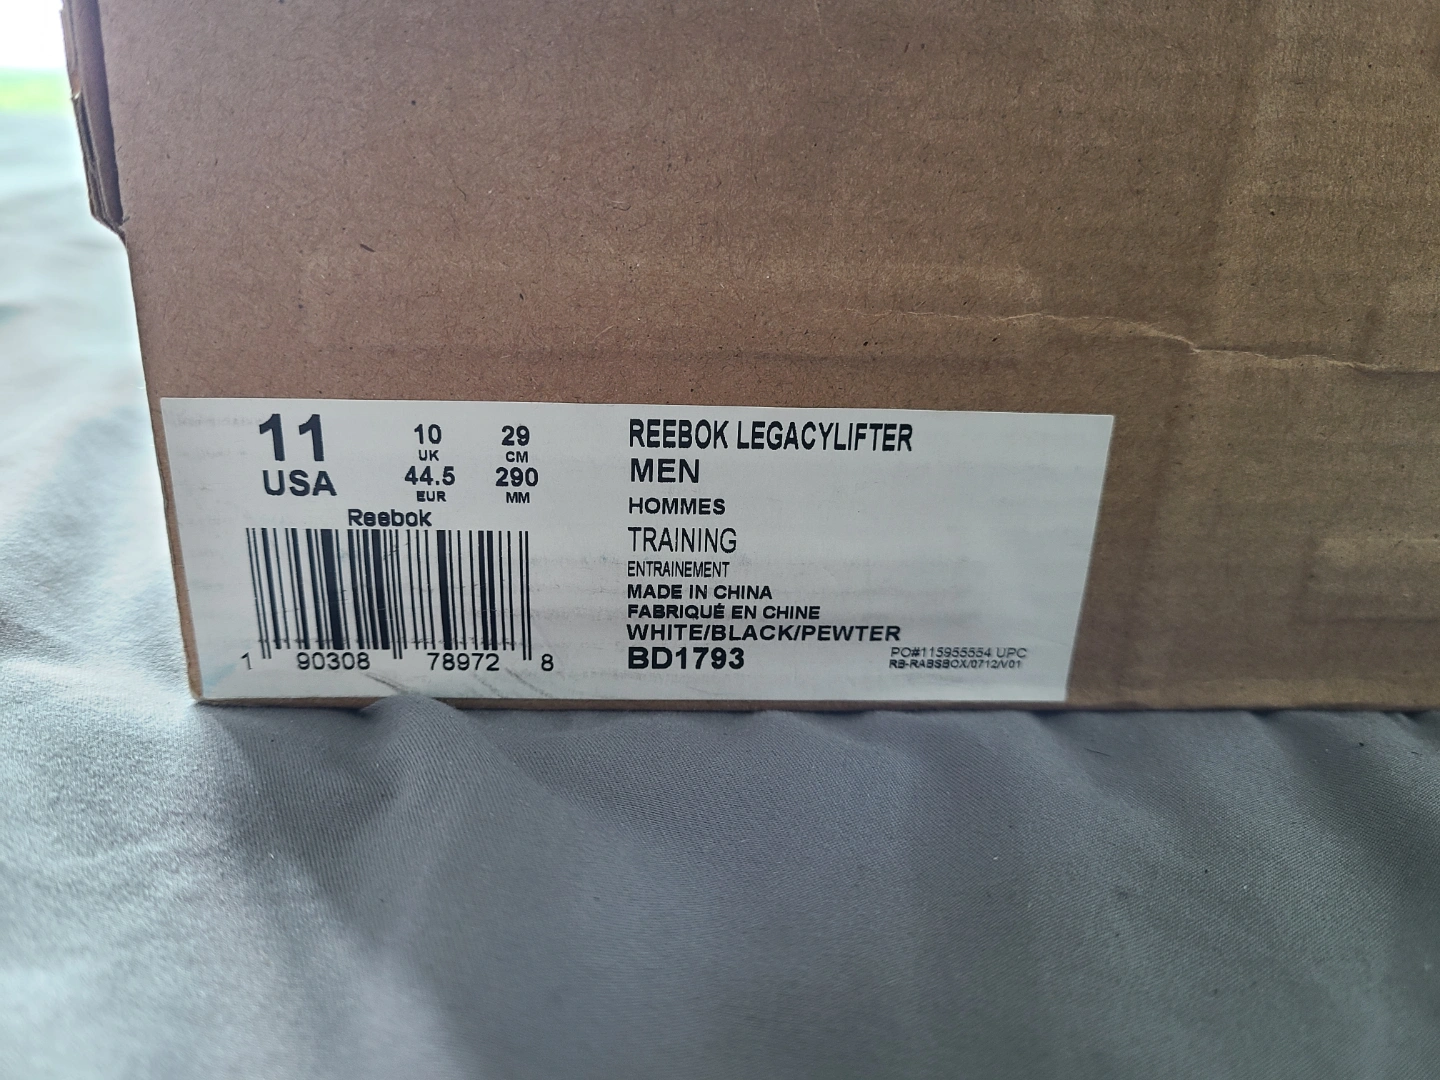 11
USA
10
UK
44.5
EUR
29
CM
290
MM
Reebok
1 90308 78972 8
REEBOK LEGACYLIFTER
MEN
HOMMES
TRAINING
ENTRAINEMENT
MADE IN CHINA
FABRIQUÉ EN CHINE
WHITE/BLACK/PEWTER
BD1793
PO#115955554 UPC
RB-RABSBOX/0712/V01